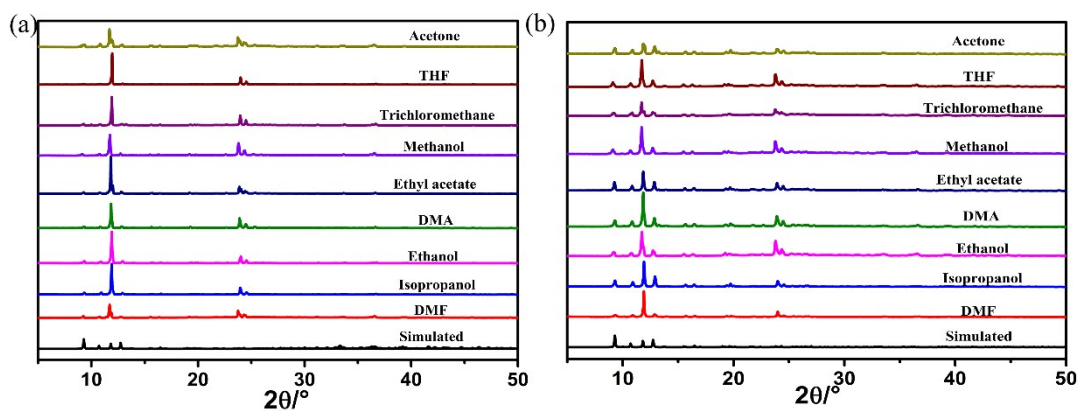 (a)
Acetone
THF
Trichloromethane
Methanol
Ethyl acetate
DMA
Ethanol
Isopropanol
DMF
Simulated
10 20 30 40 50
2θ/°
(b)
Acetone
THF
Trichloromethane
Methanol
Ethyl acetate
DMA
Ethanol
Isopropanol
DMF
Simulated
10 20 30 40 50
2θ/°